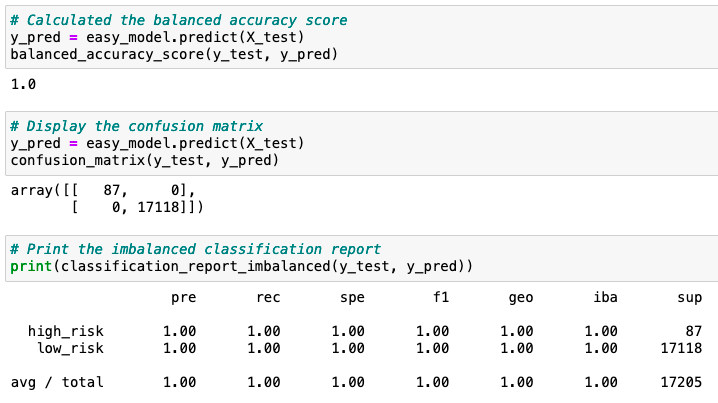 # Calculated the balanced accuracy score
y_pred = easy_model.predict(X_test)
balanced_accuracy_score(y_test, y_pred)
1.0
# Display the confusion matrix
y_pred = easy_model.predict(X_test)
confusion_matrix(y_test, y_pred)
array([[   87,     0],
       [    0, 17118]])
# Print the imbalanced classification report
print(classification_report_imbalanced(y_test, y_pred))
                   pre       rec       spe        f1       geo       iba       sup
  high_risk       1.00      1.00      1.00      1.00      1.00      1.00        87
   low_risk       1.00      1.00      1.00      1.00      1.00      1.00     17118
avg / total       1.00      1.00      1.00      1.00      1.00      1.00     17205